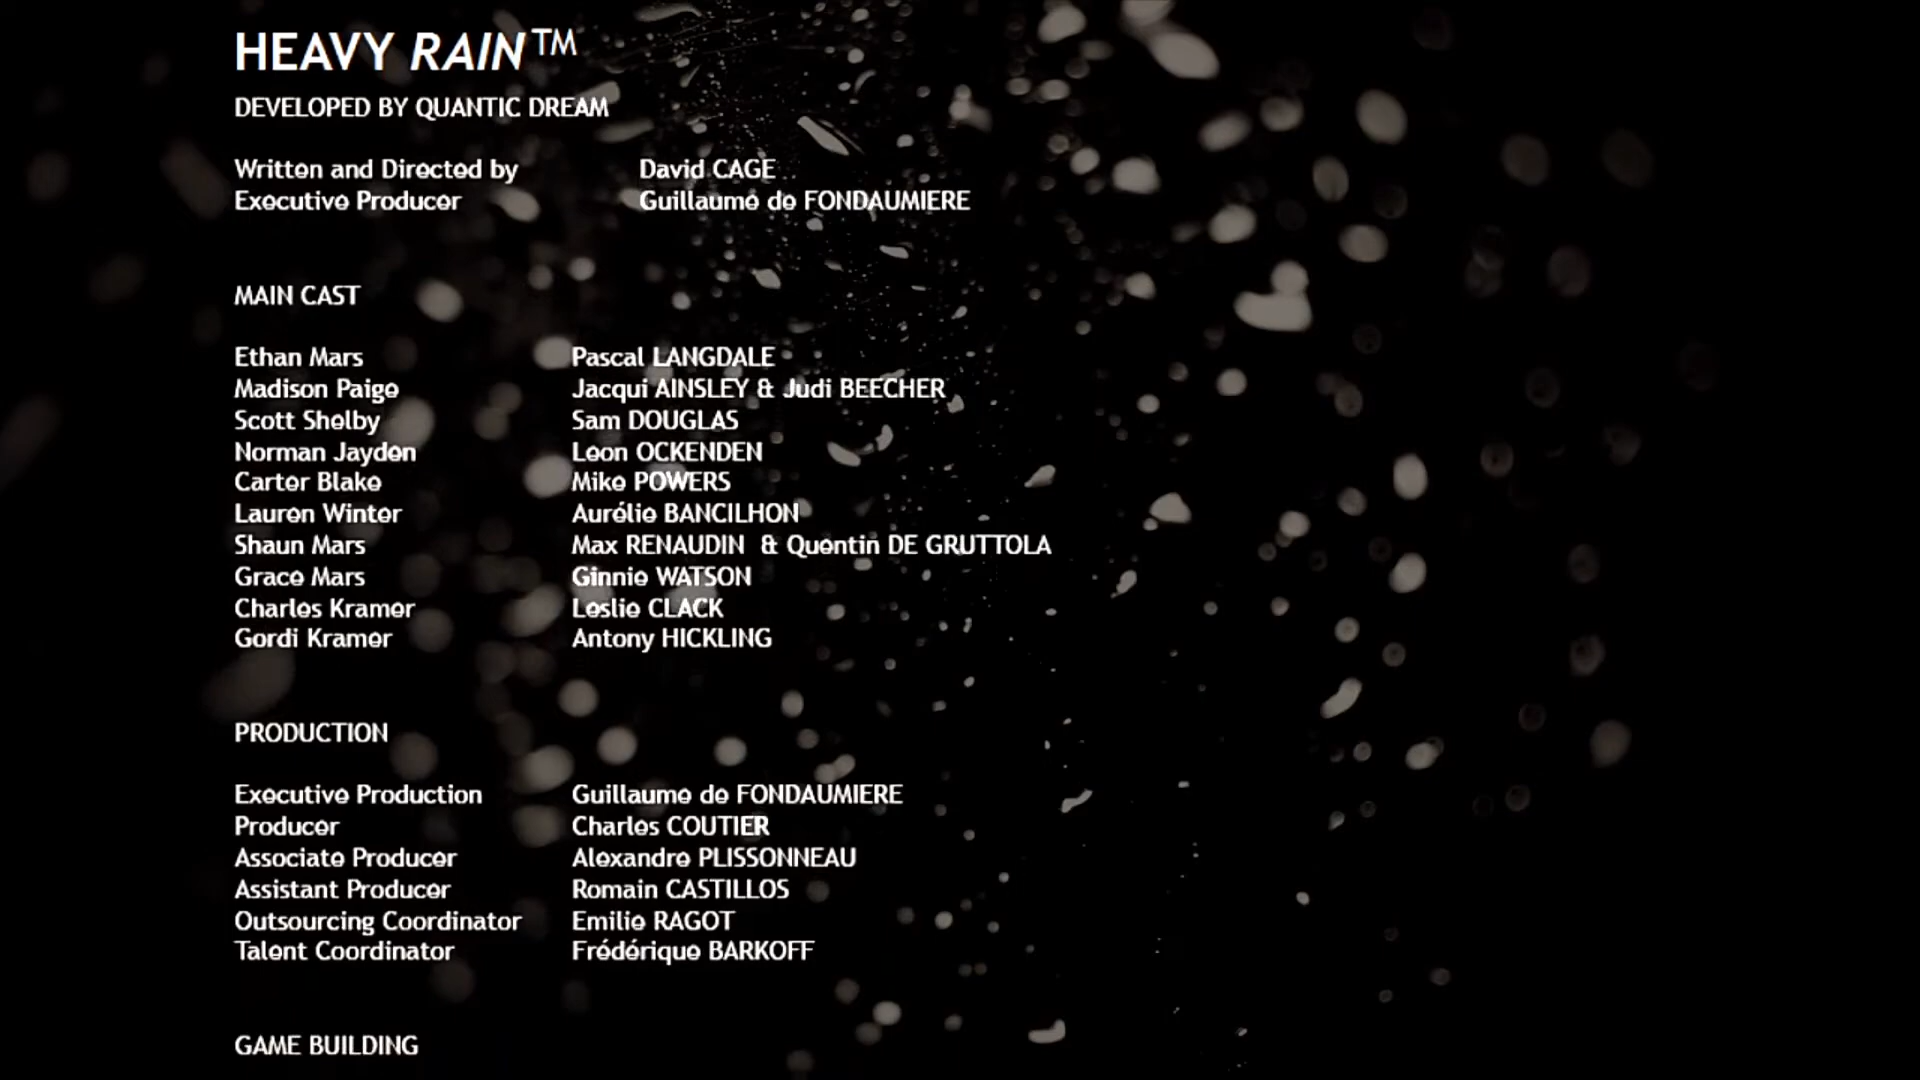 HEAVY RAIN™
DEVELOPED BY QUANTIC DREAM
Written and Directed by David CAGE
Executive Producer Guillaume de FONDAUMIERE
MAIN CAST
Ethan Mars Pascal LANGDALE
Madison Paige Jacqui AINSLEY & Judi BEECHER
Scott Shelby Sam DOUGLAS
Norman Jayden Leon OCKENDEN
Carter Blake Mike POWERS
Lauren Winter Aurélie BANCILHON
Shaun Mars Max RENAUDIN & Quentin DE GRUTTOLA
Grace Mars Ginnie WATSON
Charles Kramer Leslie CLACK
Gordi Kramer Antony HICKLING
PRODUCTION
Executive Production Guillaume de FONDAUMIERE
Producer Charles COUTIER
Associate Producer Alexandre PLISSONNEAU
Assistant Producer Romain CASTILLOS
Outsourcing Coordinator Emilie RAGOT
Talent Coordinator Frédérique BARKOFF
GAME BUILDING